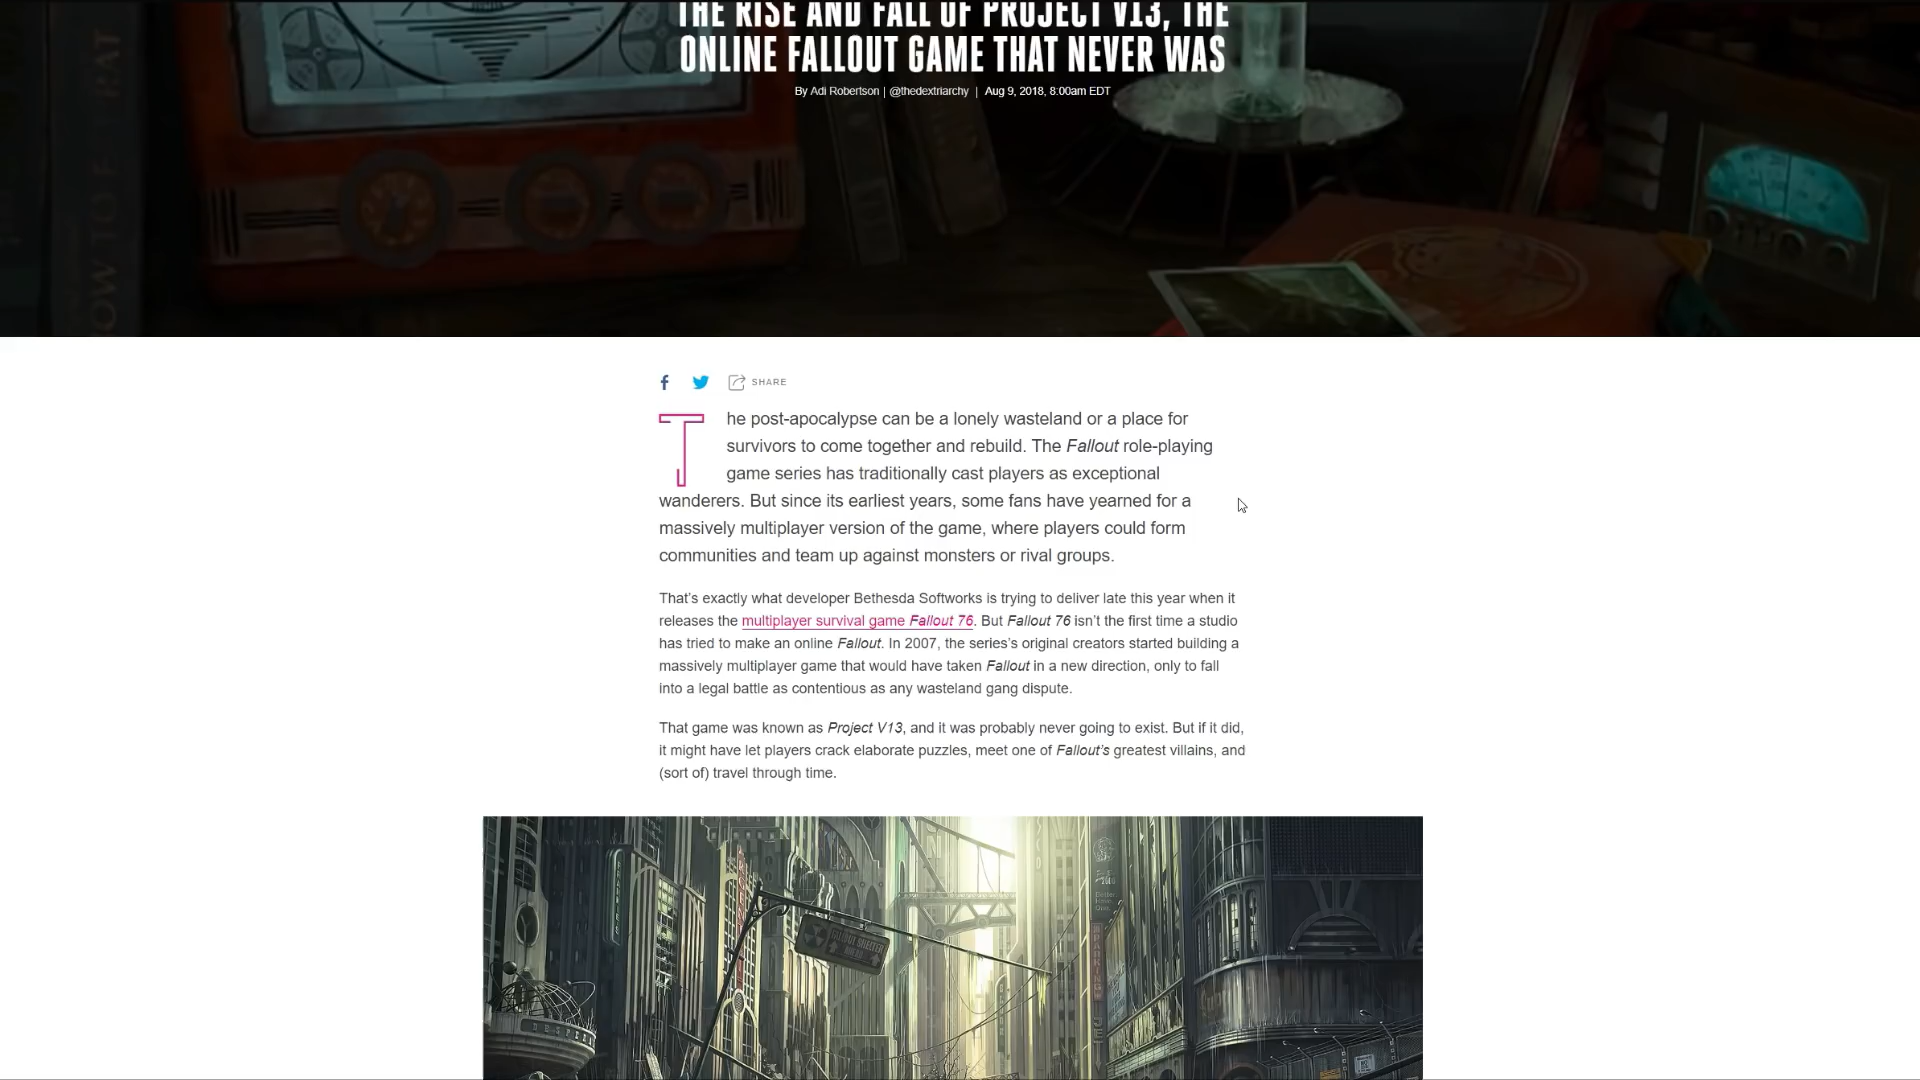 THE RISE AND FALL OF PROJECT V13, THE
ONLINE FALLOUT GAME THAT NEVER WAS
By Adi Robertson | @thedextriarchy | Aug 9, 2018, 8:00am EDT
HOW TO
SHARE
The post-apocalypse can be a lonely wasteland or a place for
survivors to come together and rebuild. The Fallout role-playing
game series has traditionally cast players as exceptional
wanderers. But since its earliest years, some fans have yearned for a
massively multiplayer version of the game, where players could form
communities and team up against monsters or rival groups.
That’s exactly what developer Bethesda Softworks is trying to deliver late this year when it
releases the multiplayer survival game Fallout 76. But Fallout 76 isn’t the first time a studio
has tried to make an online Fallout. In 2007, the series’s original creators started building a
massively multiplayer game that would have taken Fallout in a new direction, only to fall
into a legal battle as contentious as any wasteland gang dispute.
That game was known as Project V13, and it was probably never going to exist. But if it did,
it might have let players crack elaborate puzzles, meet one of Fallout’s greatest villains, and
(sort of) travel through time.
FALLOUT SHELTER